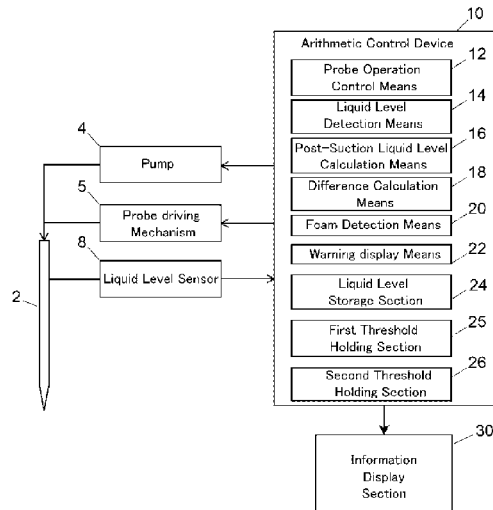 10
Arithmetic Control Device
12
Probe Operation
Control Means
14
Liquid Level
Detection Means
16
Post-Suction Liquid Level
Calculation Means
18
Difference Calculation
Means
20
Foam Detection Means
22
Warning display Means
24
Liquid Level
Storage Section
25
First Threshold
Holding Section
26
Second Threshold
Holding Section
4
Pump
5
Probe driving
Mechanism
8
Liquid Level Sensor
2
30
Information
Display
Section